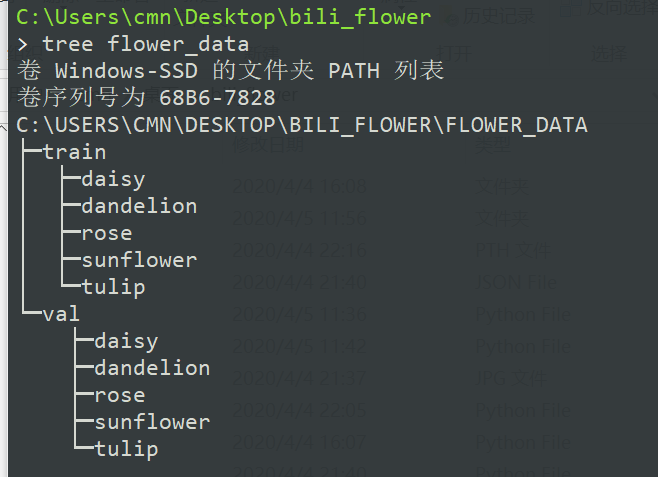 C:\Users\cmn\Desktop\bili_flower
> tree flower_data
卷 Windows-SSD 的文件夹 PATH 列表
卷序列号为 68B6-7828
C:\USERS\CMN\DESKTOP\BILI_FLOWER\FLOWER_DATA
├─train
│  ├─daisy
│  ├─dandelion
│  ├─rose
│  ├─sunflower
│  └─tulip
└─val
    ├─daisy
    ├─dandelion
    ├─rose
    ├─sunflower
    └─tulip